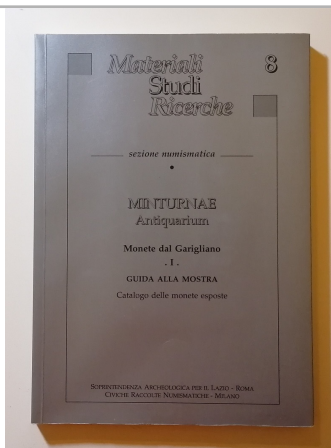 Materiali 8
Studi
Ricerche
sezione numismatica
MINTURNAE
Antiquarium
Monete dal Garigliano
. I .
GUIDA ALLA MOSTRA
Catalogo delle monete esposte
SOPRINTENDENZA ARCHEOLOGICA PER IL LAZIO - ROMA
CIVICHE RACCOLTE NUMISMATICHE - MILANO